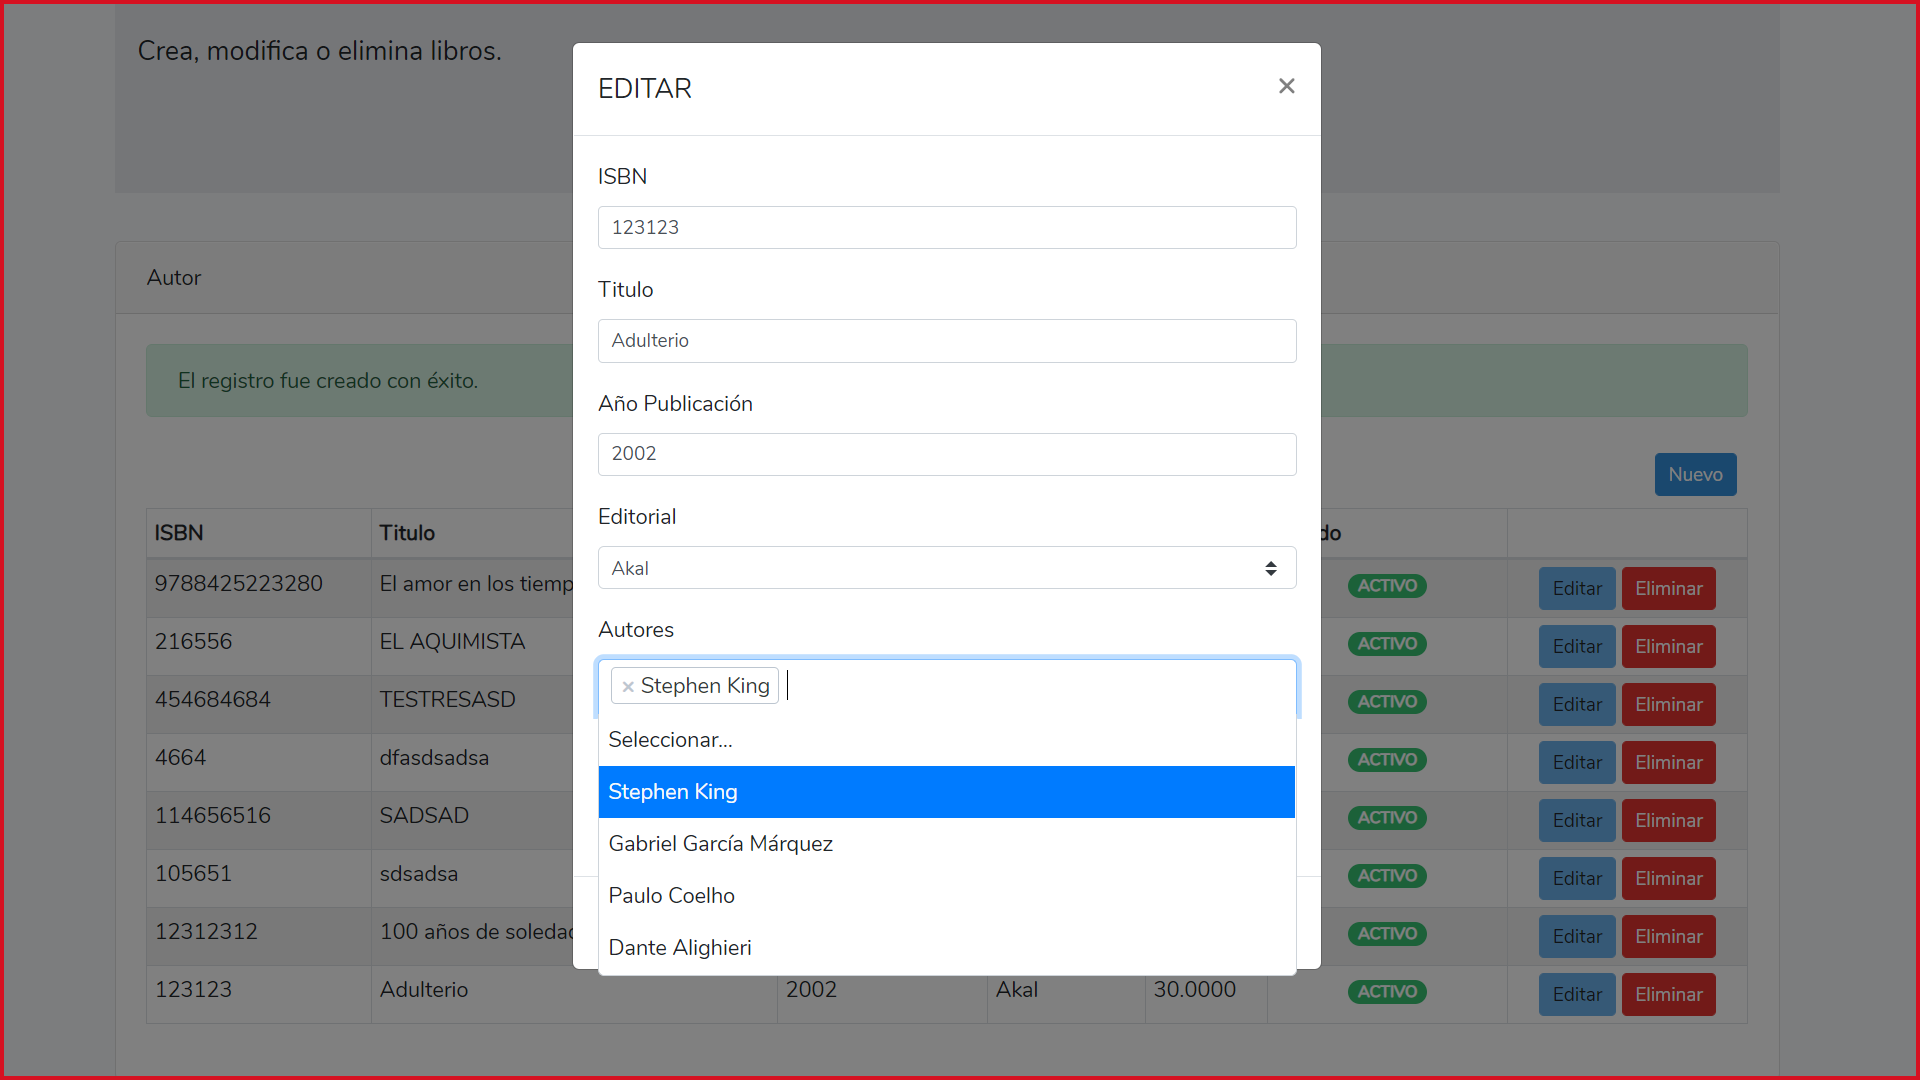 Crea, modifica o elimina libros.
EDITAR
×
ISBN
123123
Titulo
Adulterio
Año Publicación
2002
Editorial
Akal
Autores
× Stephen King
Seleccionar...
Stephen King
Gabriel García Márquez
Paulo Coelho
Dante Alighieri
Autor
El registro fue creado con éxito.
Nuevo
ISBN Titulo do
9788425223280 El amor en los tiemp ACTIVO Editar Eliminar
216556 EL AQUIMISTA ACTIVO Editar Eliminar
454684684 TESTRESASD ACTIVO Editar Eliminar
4664 dfasdsadsa ACTIVO Editar Eliminar
114656516 SADSAD ACTIVO Editar Eliminar
105651 sdsadsa ACTIVO Editar Eliminar
12312312 100 años de soledad ACTIVO Editar Eliminar
123123 Adulterio 2002 Akal 30.0000 ACTIVO Editar Eliminar